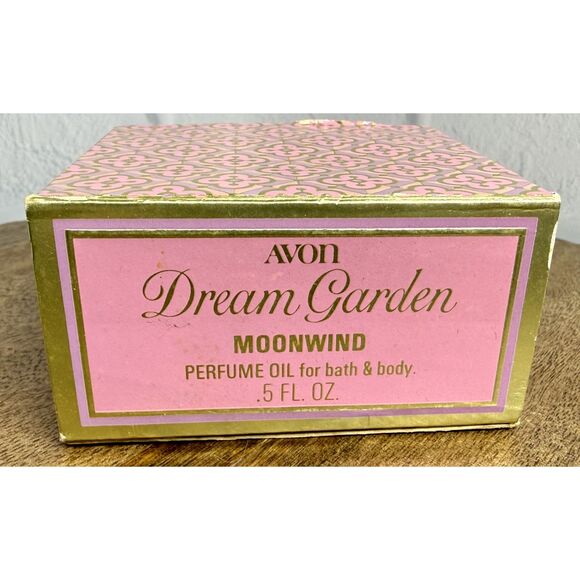 AVON
Dream Garden
MOONWIND
PERFUME OIL for bath & body.
.5 FL. OZ.